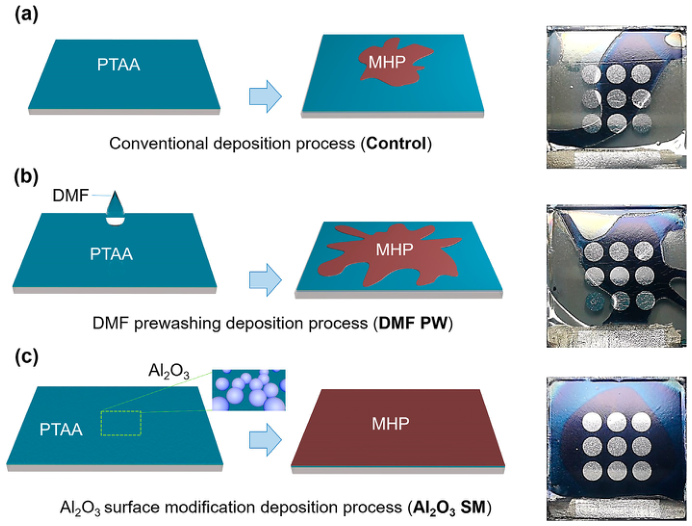 (a)
PTAA
MHP
Conventional deposition process (Control)
(b)
DMF
PTAA
MHP
DMF prewashing deposition process (DMF PW)
(c)
Al₂O₃
PTAA
MHP
Al₂O₃ surface modification deposition process (Al₂O₃ SM)